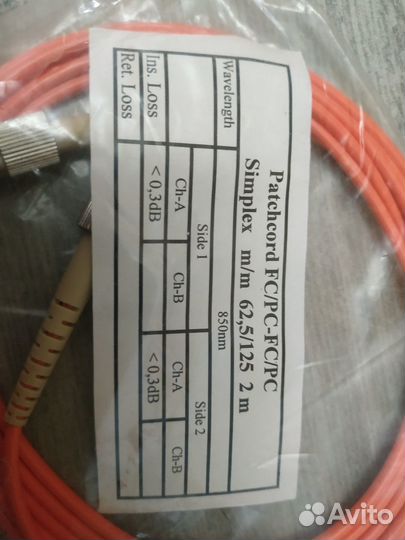 Patchcord FC/PC-FC/PC
Simplex m/m 62,5/125 2 m
Wavelength 850nm
Side 1 Side 2
Ch-A Ch-B Ch-A Ch-B
Ins. Loss <0,3dB <0,3dB
Ret. Loss
Avito